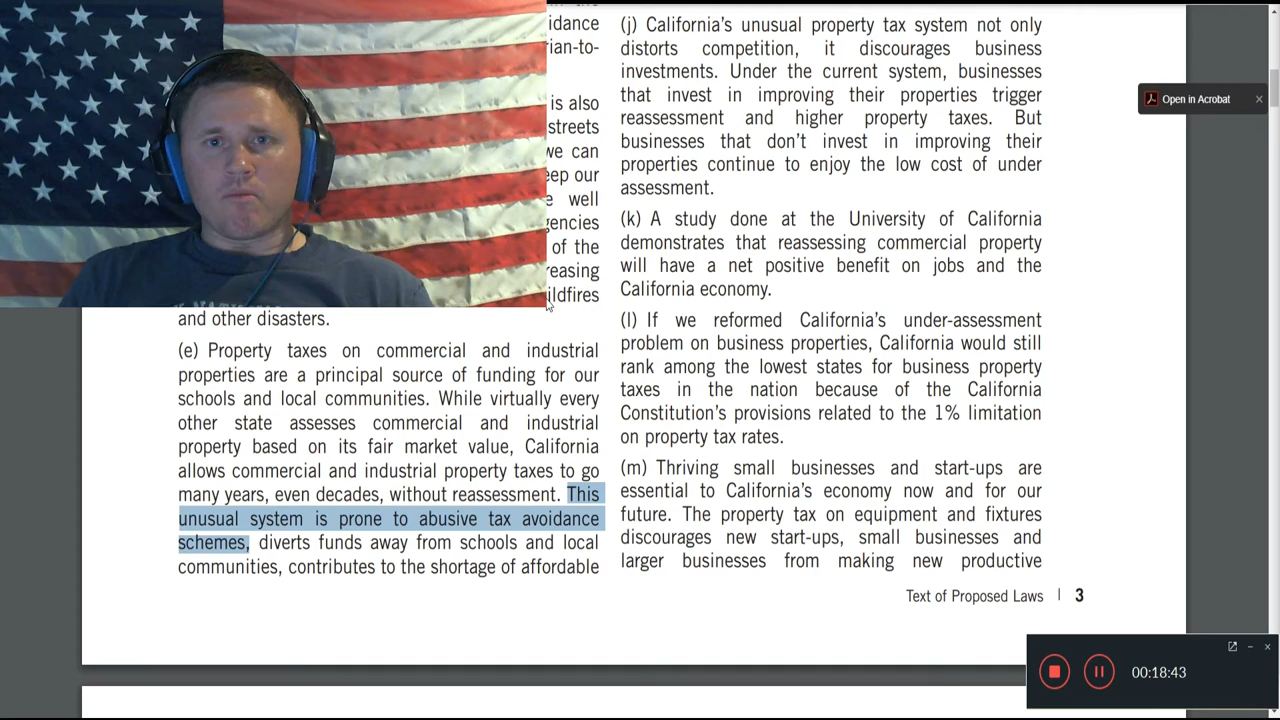 idance
is also
streets
we can
e well
of the
and other disasters.
(e) Property taxes on commercial and industrial
properties are a principal source of funding for our
schools and local communities. While virtually every
other state assesses commercial and industrial
property based on its fair market value, California
allows commercial and industrial property taxes to go
many years, even decades, without reassessment. This
unusual system is prone to abusive tax avoidance
schemes, diverts funds away from schools and local
communities, contributes to the shortage of affordable
(j) California's unusual property tax system not only
distorts competition, it discourages business
investments. Under the current system, businesses
that invest in improving their properties trigger
reassessment and higher property taxes. But
businesses that don't invest in improving their
properties continue to enjoy the low cost of under
assessment.
(k) A study done at the University of California
demonstrates that reassessing commercial property
will have a net positive benefit on jobs and the
California economy.
(l) If we reformed California's under-assessment
problem on business properties, California would still
rank among the lowest states for business property
taxes in the nation because of the California
Constitution's provisions related to the 1% limitation
on property tax rates.
(m) Thriving small businesses and start-ups are
essential to California's economy now and for our
future. The property tax on equipment and fixtures
discourages new start-ups, small businesses and
larger businesses from making new productive
Text of Proposed Laws | 3
Open in Acrobat
00:18:43